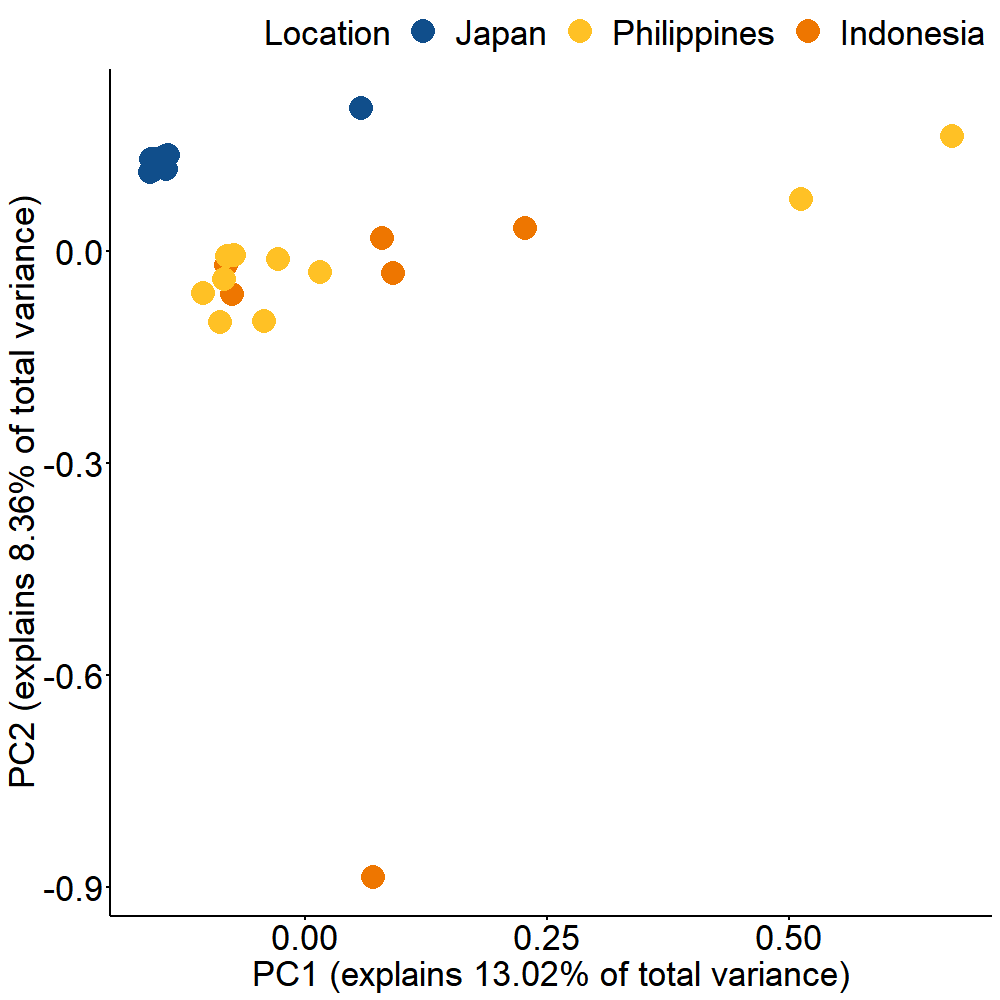 Location Japan Philippines Indonesia
PC2 (explains 8.36% of total variance)
0.0
-0.3
-0.6
-0.9
0.00 0.25 0.50
PC1 (explains 13.02% of total variance)